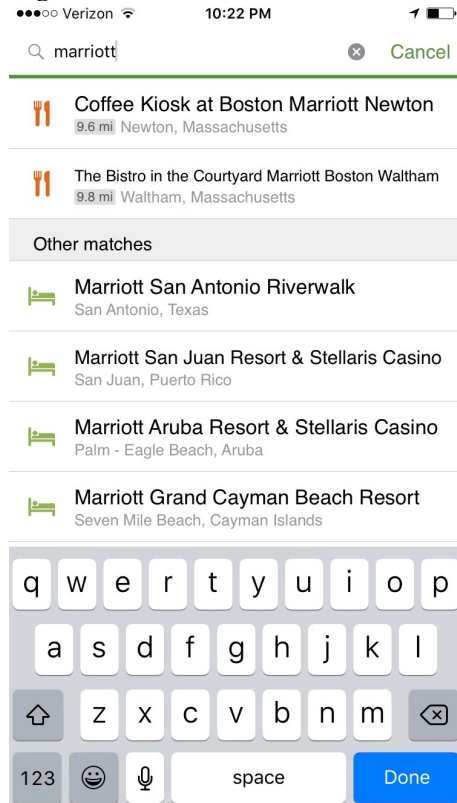 Verizon 10:22 PM
marriott Cancel
Coffee Kiosk at Boston Marriott Newton
9.6 mi Newton, Massachusetts
The Bistro in the Courtyard Marriott Boston Waltham
9.8 mi Waltham, Massachusetts
Other matches
Marriott San Antonio Riverwalk
San Antonio, Texas
Marriott San Juan Resort & Stellaris Casino
San Juan, Puerto Rico
Marriott Aruba Resort & Stellaris Casino
Palm - Eagle Beach, Aruba
Marriott Grand Cayman Beach Resort
Seven Mile Beach, Cayman Islands
q w e r t y u i o p
a s d f g h j k l
z x c v b n m
123 space Done